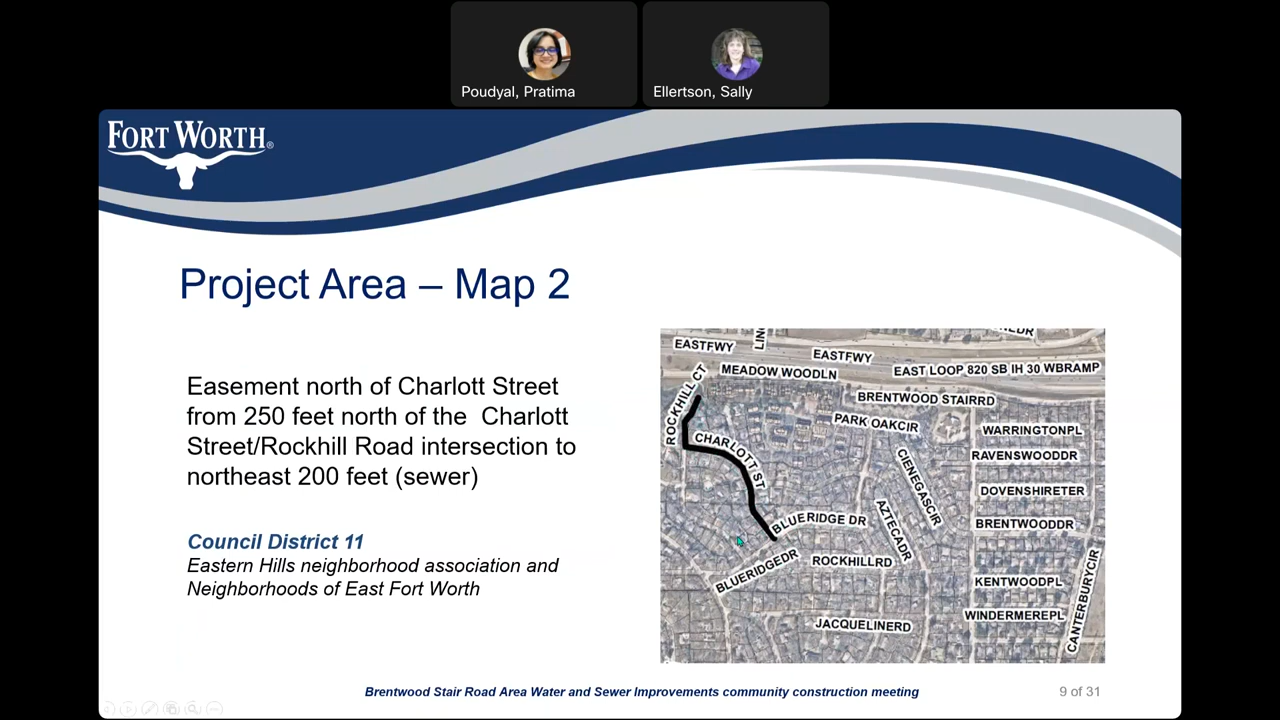 Poudyal, Pratima
Ellertson, Sally
FORT WORTH®
Project Area – Map 2
Easement north of Charlott Street
from 250 feet north of the Charlott
Street/Rockhill Road intersection to
northeast 200 feet (sewer)
Council District 11
Eastern Hills neighborhood association and
Neighborhoods of East Fort Worth
EASTFWY
EASTFWY
EAST LOOP 820 SB IH 30 WBRAMP
MEADOW WOODLN
ROCKHILL CT
BRENTWOOD STAIRRD
PARK OAKCIR
WARRINGTONPL
CHARLOTT ST
RAVENSWOODDR
CIENEGASCIR
DOVENSHIRETER
BLUERIDGE DR
AZTECADR
BRENTWOODDR
BLUERIDGEDR
ROCKHILLRD
KENTWOODPL
CANTERBURYCIR
WINDERMEREPL
JACQUELINERD
Brentwood Stair Road Area Water and Sewer Improvements community construction meeting
9 of 31